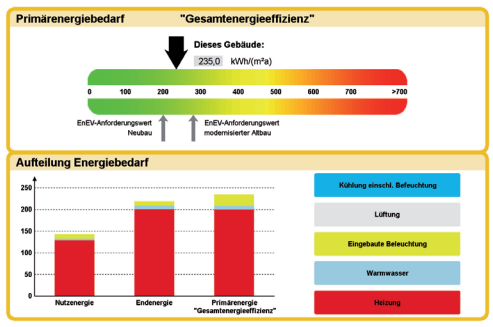 Primärenergiebedarf "Gesamtenergieeffizienz"
Dieses Gebäude:
235,0 kWh/(m²a)
0 100 200 300 400 500 600 >700
EnEV-Anforderungswert
Neubau
EnEV-Anforderungswert
modernisierter Altbau
Aufteilung Energiebedarf
250
200
150
100
50
0
Nutzenergie
Endenergie
Primärenergie
"Gesamtenergieeffizienz"
Kühlung einschl. Befeuchtung
Lüftung
Eingebaute Beleuchtung
Warmwasser
Heizung